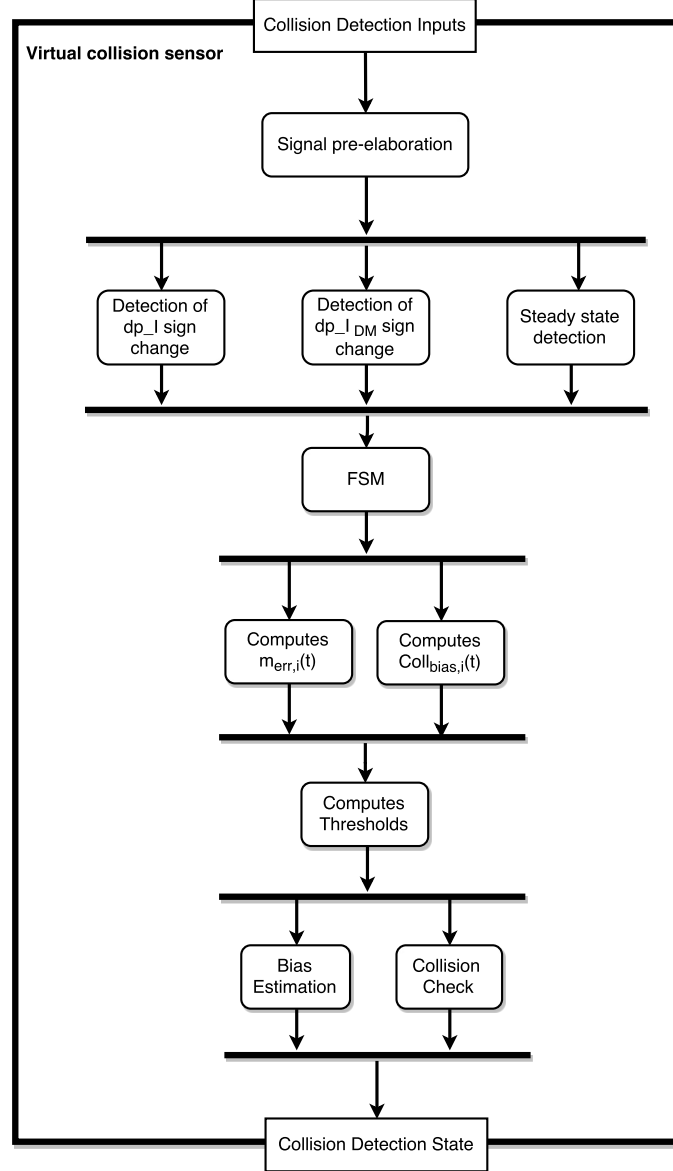 Collision Detection Inputs
Virtual collision sensor
Signal pre-elaboration
Detection of
dp_I sign
change
Detection of
dp_I DM sign
change
Steady state
detection
FSM
Computes
merr,i(t)
Computes
Collbias,i(t)
Computes
Thresholds
Bias
Estimation
Collision
Check
Collision Detection State